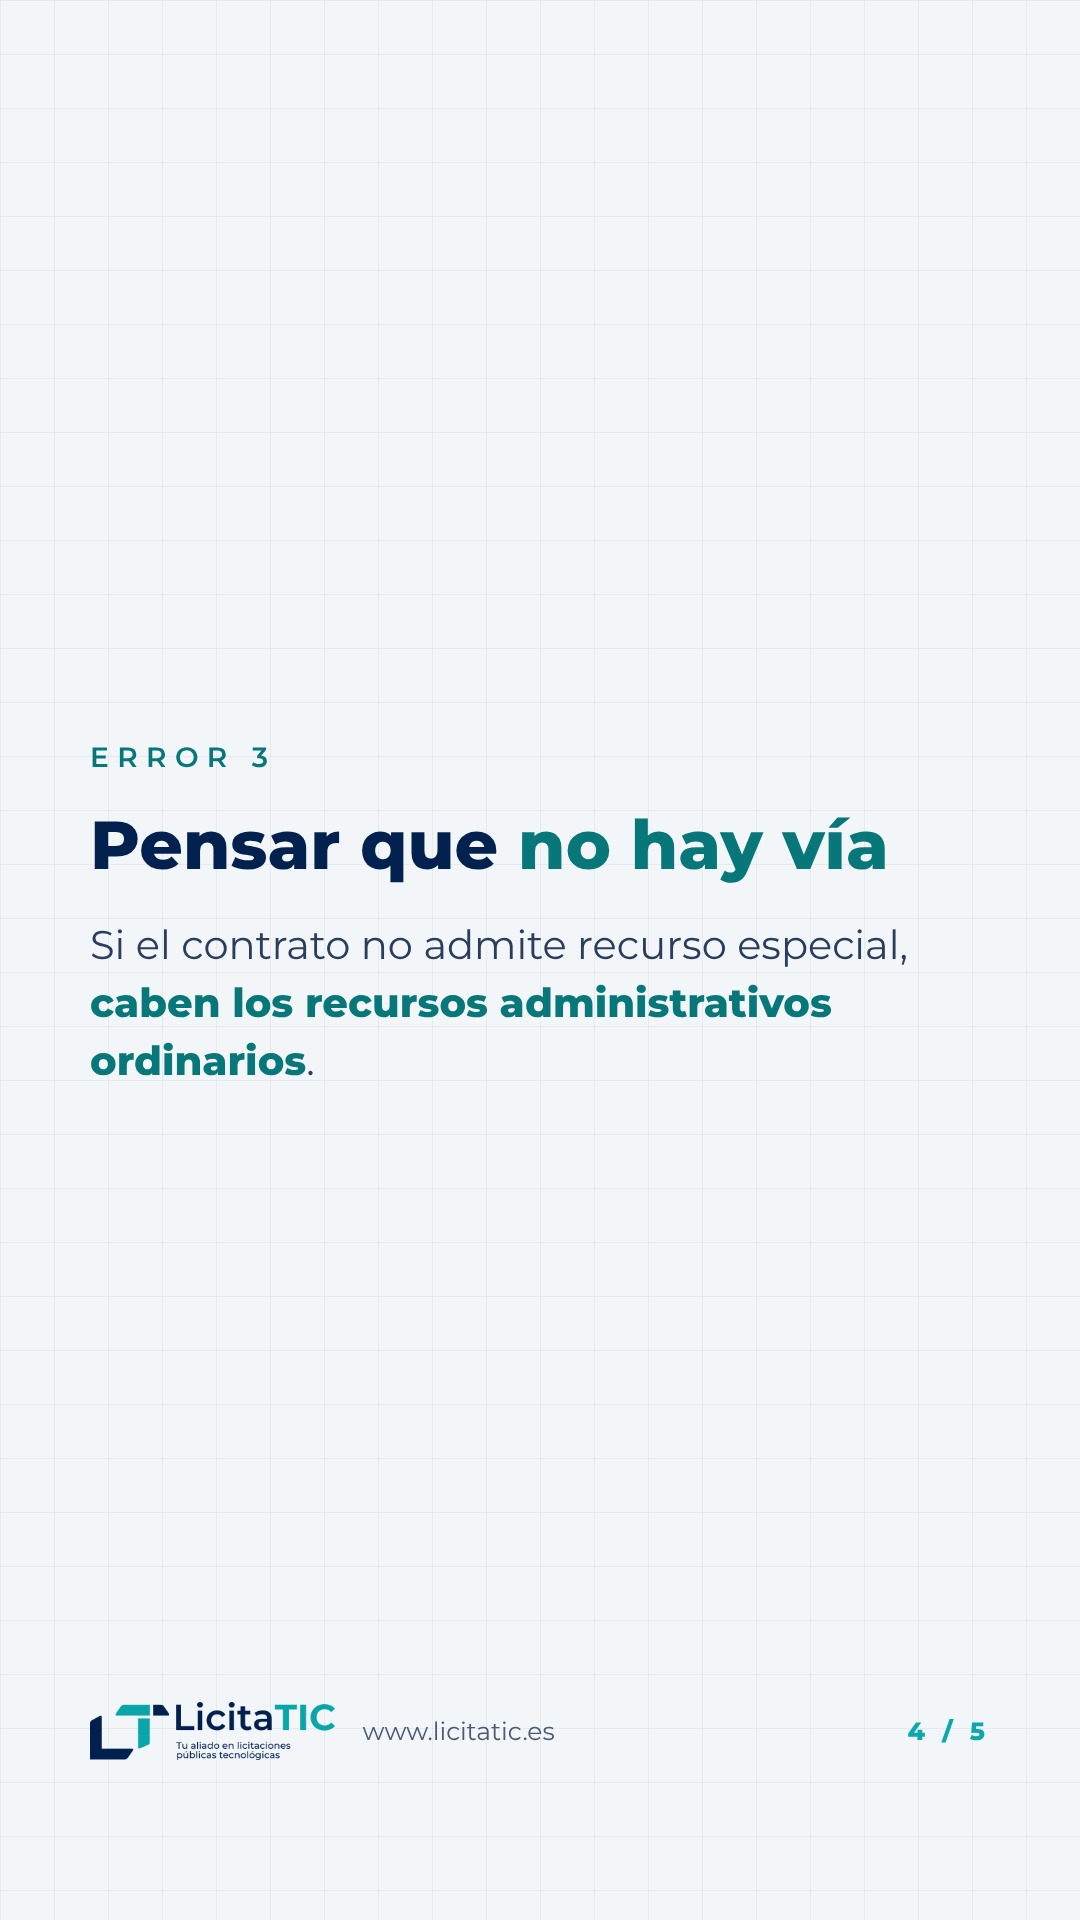 ERROR 3
Pensar que no hay vía
Si el contrato no admite recurso especial,
caben los recursos administrativos
ordinarios.
LicitaTIC
Tu aliado en licitaciones
públicas tecnológicas
www.licitatic.es
4 / 5